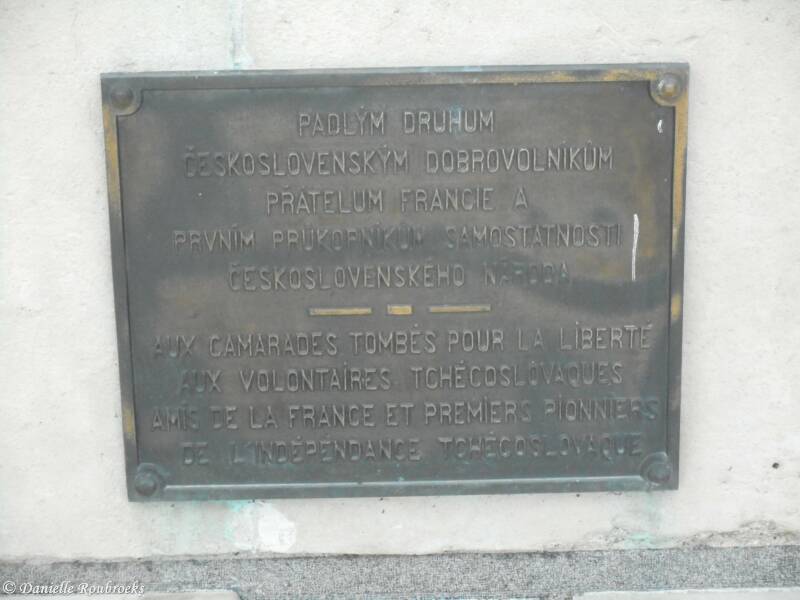 PADLÝM DRUHUM
ČESKOSLOVENSKÝM DOBROVOLNÍKŮM
PŘÁTELUM FRANCIE A
PRVNÍM PRŮKOPNÍKŮM SAMOSTATNOSTI
ČESKOSLOVENSKÉHO NÁRODA
AUX CAMARADES TOMBÉS POUR LA LIBERTÉ
AUX VOLONTAIRES TCHÉCOSLOVAQUES
AMIS DE LA FRANCE ET PREMIERS PIONNIERS
DE L'INDÉPENDANCE TCHÉCOSLOVAQUE
© Danielle Roubroeks